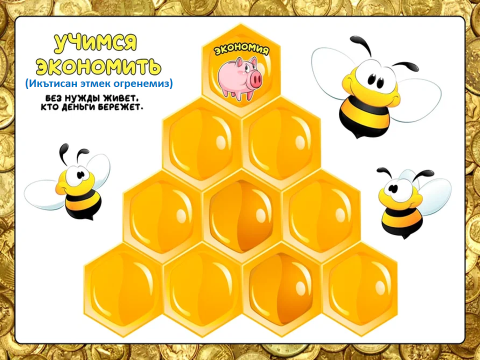 УЧИМСЯ
ЭКОНОМИТЬ
(Икътисан этмек огренемиз)
БЕЗ НУЖДЫ ЖИВЕТ,
КТО ДЕНЬГИ БЕРЕЖЕТ.
ЭКОНОМИЯ